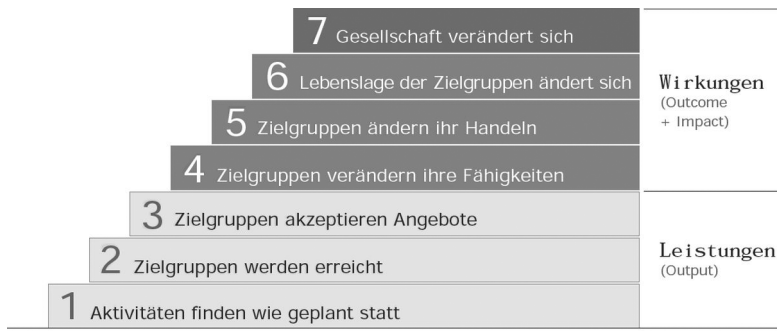 7 Gesellschaft verändert sich
6 Lebenslage der Zielgruppen ändert sich
5 Zielgruppen ändern ihr Handeln
4 Zielgruppen verändern ihre Fähigkeiten
3 Zielgruppen akzeptieren Angebote
2 Zielgruppen werden erreicht
1 Aktivitäten finden wie geplant statt
Wirkungen
(Outcome
+ Impact)
Leistungen
(Output)